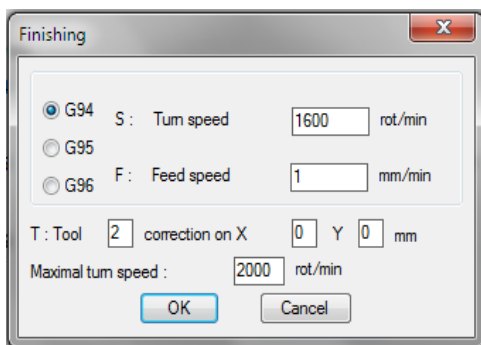 Finishing
X
G94 S : Turn speed 1600 rot/min
G95
G96 F : Feed speed 1 mm/min
T : Tool 2 correction on X 0 Y 0 mm
Maximal turn speed : 2000 rot/min
OK Cancel